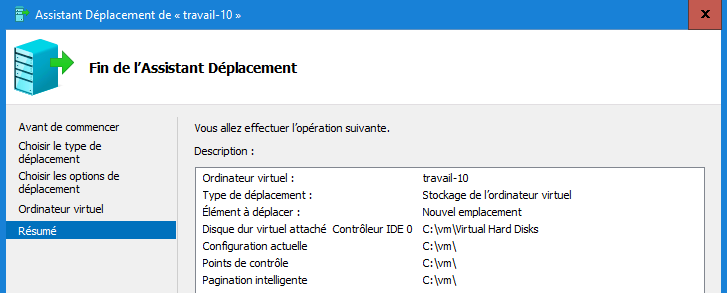 Assistant Déplacement de « travail-10 »
Fin de l’Assistant Déplacement
Avant de commencer
Choisir le type de
déplacement
Choisir les options de
déplacement
Ordinateur virtuel
Résumé
Vous allez effectuer l’opération suivante.
Description :
Ordinateur virtuel : travail-10
Type de déplacement : Stockage de l’ordinateur virtuel
Élément à déplacer : Nouvel emplacement
Disque dur virtuel attaché Contrôleur IDE 0 C:\vm\Virtual Hard Disks
Configuration actuelle C:\vm\
Points de contrôle C:\vm\
Pagination intelligente C:\vm\